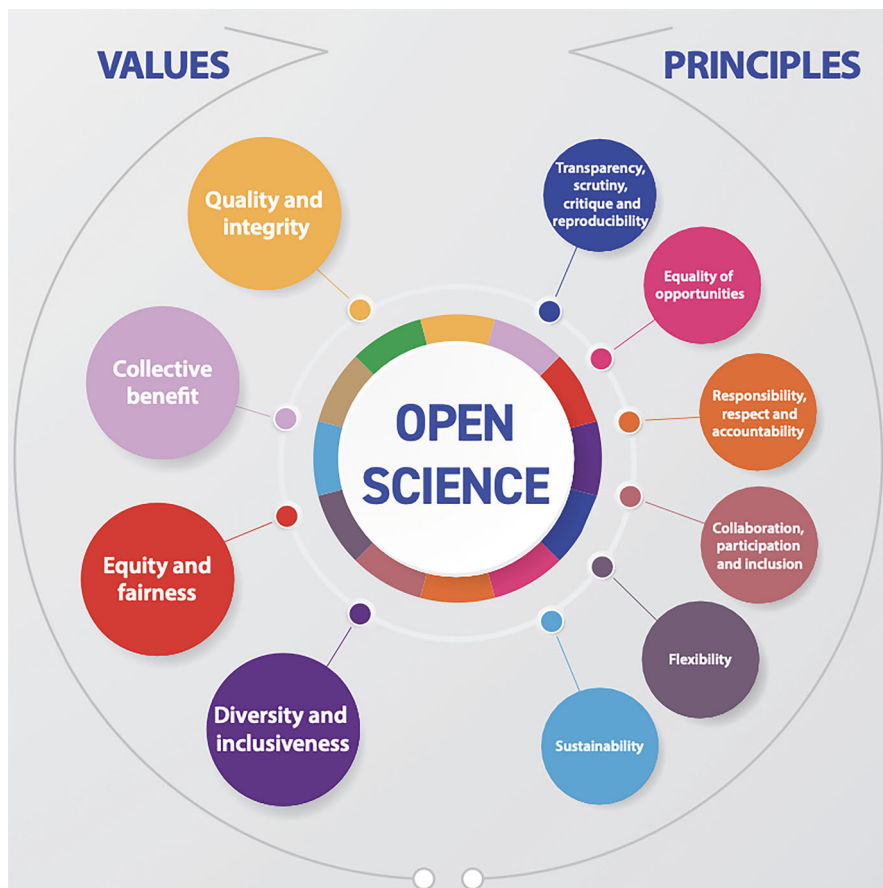 VALUES
PRINCIPLES
Quality and
integrity
Collective
benefit
Equity and
fairness
Diversity and
inclusiveness
OPEN
SCIENCE
Transparency,
scrutiny,
critique and
reproducibility
Equality of
opportunities
Responsibility,
respect and
accountability
Collaboration,
participation
and inclusion
Flexibility
Sustainability